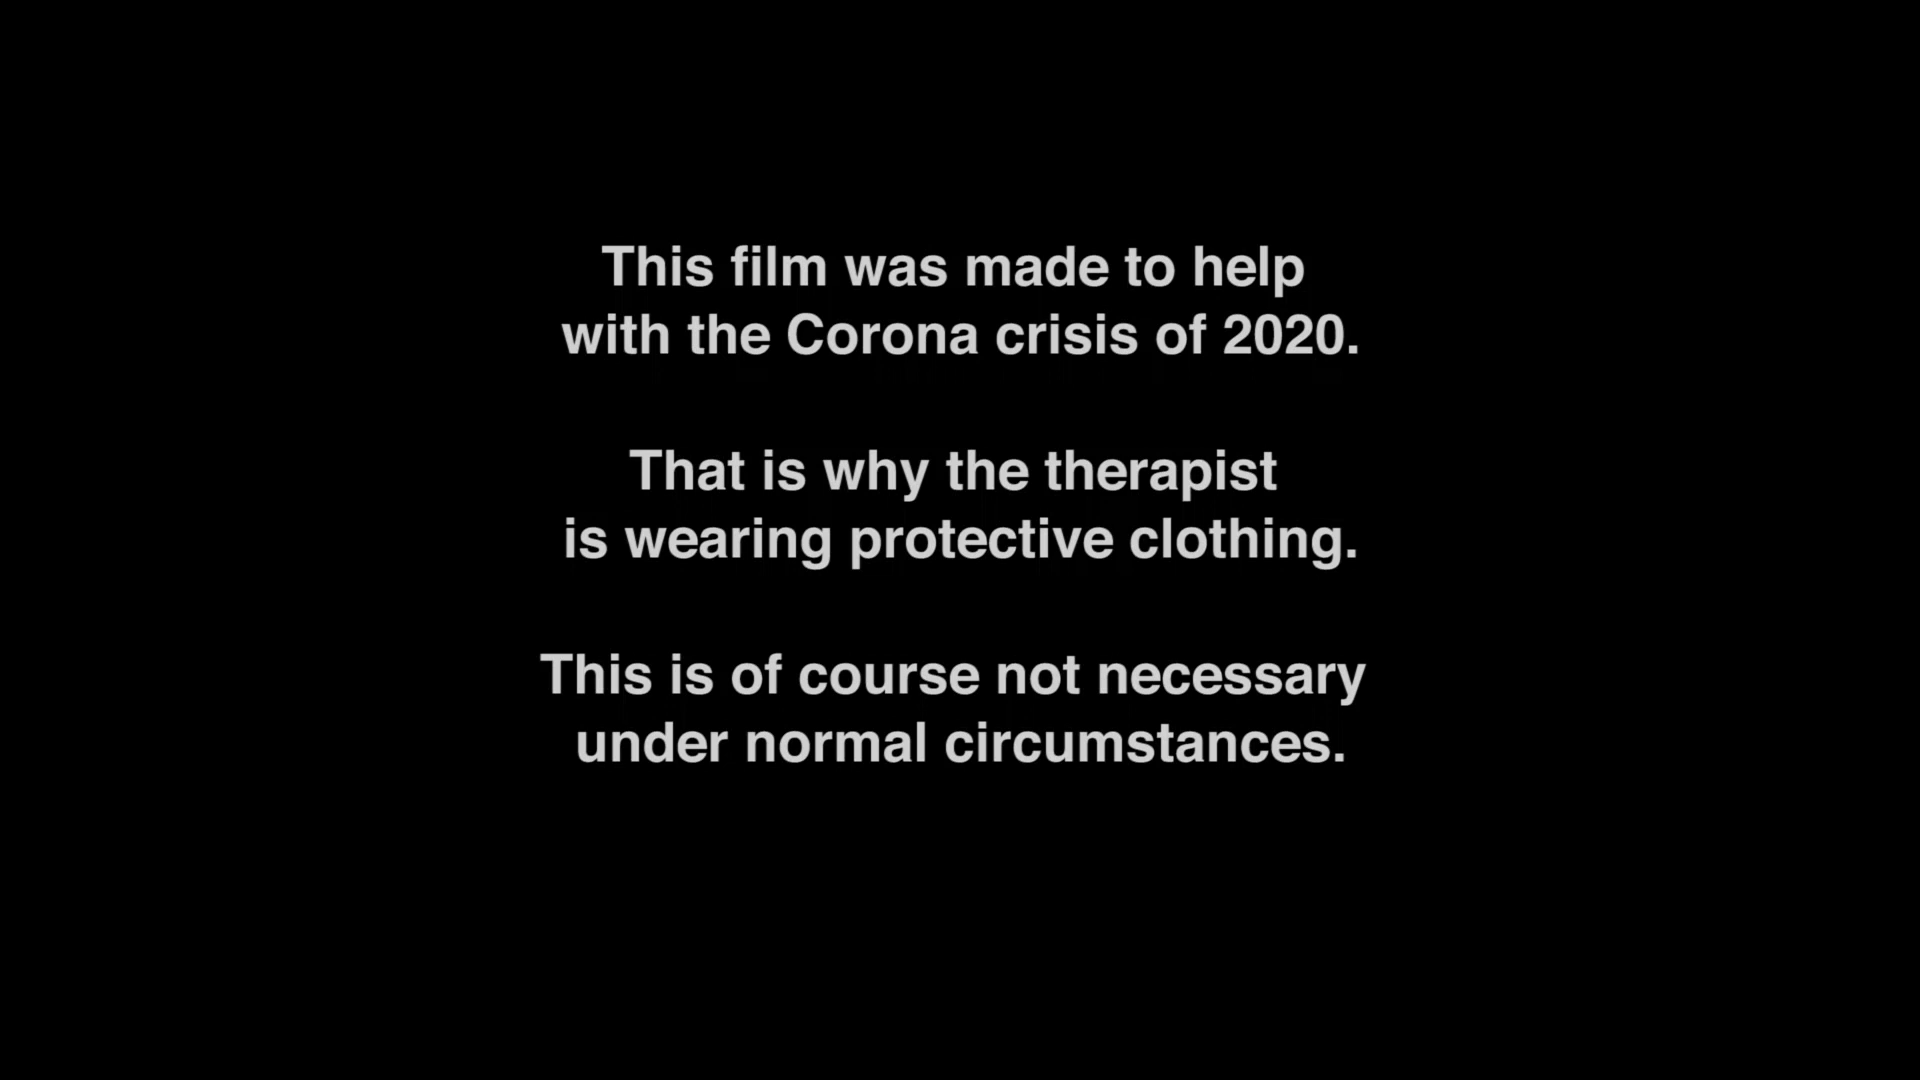 This film was made to help
with the Corona crisis of 2020.
That is why the therapist
is wearing protective clothing.
This is of course not necessary
under normal circumstances.